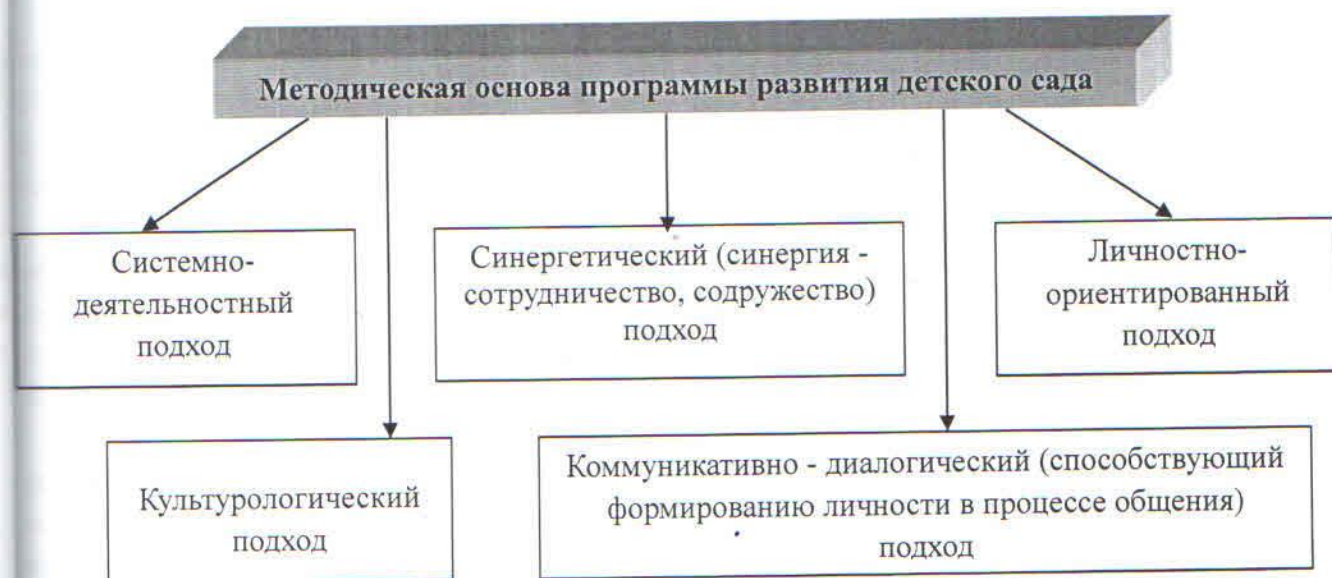 Методическая основа программы развития детского сада
Системно-
деятельностный
подход
Синергетический (синергия -
сотрудничество, содружество)
подход
Личностно-
ориентированный
подход
Культурологический
подход
Коммуникативно - диалогический (способствующий
формированию личности в процессе общения)
подход